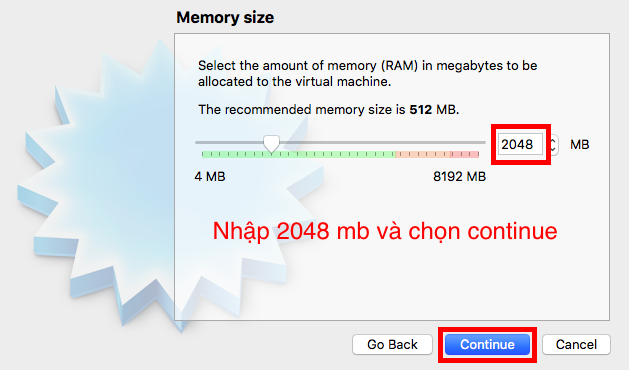 Memory size
Select the amount of memory (RAM) in megabytes to be
allocated to the virtual machine.
The recommended memory size is 512 MB.
2048 MB
4 MB 8192 MB
Nhập 2048 mb và chọn continue
Go Back Continue Cancel